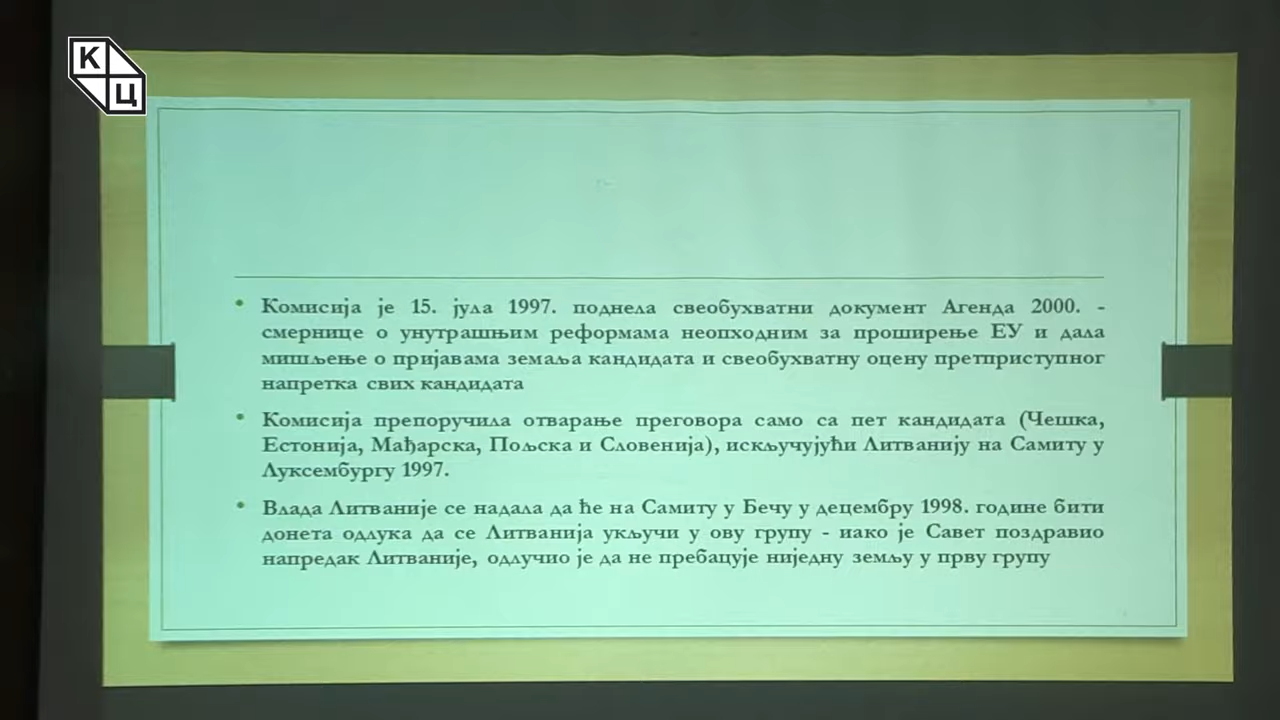 К
Ц
• Комисија је 15. јула 1997. поднела свеобухватни документ Агенда 2000. -
смернице о унутрашњим реформама неопходним за проширење ЕУ и дала
мишљење о пријавама земаља кандидата и свеобухватну оцену претприступног
напретка свих кандидата
• Комисија препоручила отварање преговора само са пет кандидата (Чешка,
Естонија, Мађарска, Пољска и Словенија), искључујући Литванију на Самиту у
Луксембургу 1997.
• Влада Литваније се надала да ће на Самиту у Бечу у децембру 1998. године бити
донета одлука да се Литванија укључи у ову групу - иако је Савет поздравио
напредак Литваније, одлучио је да не пребацује ниједну земљу у прву групу